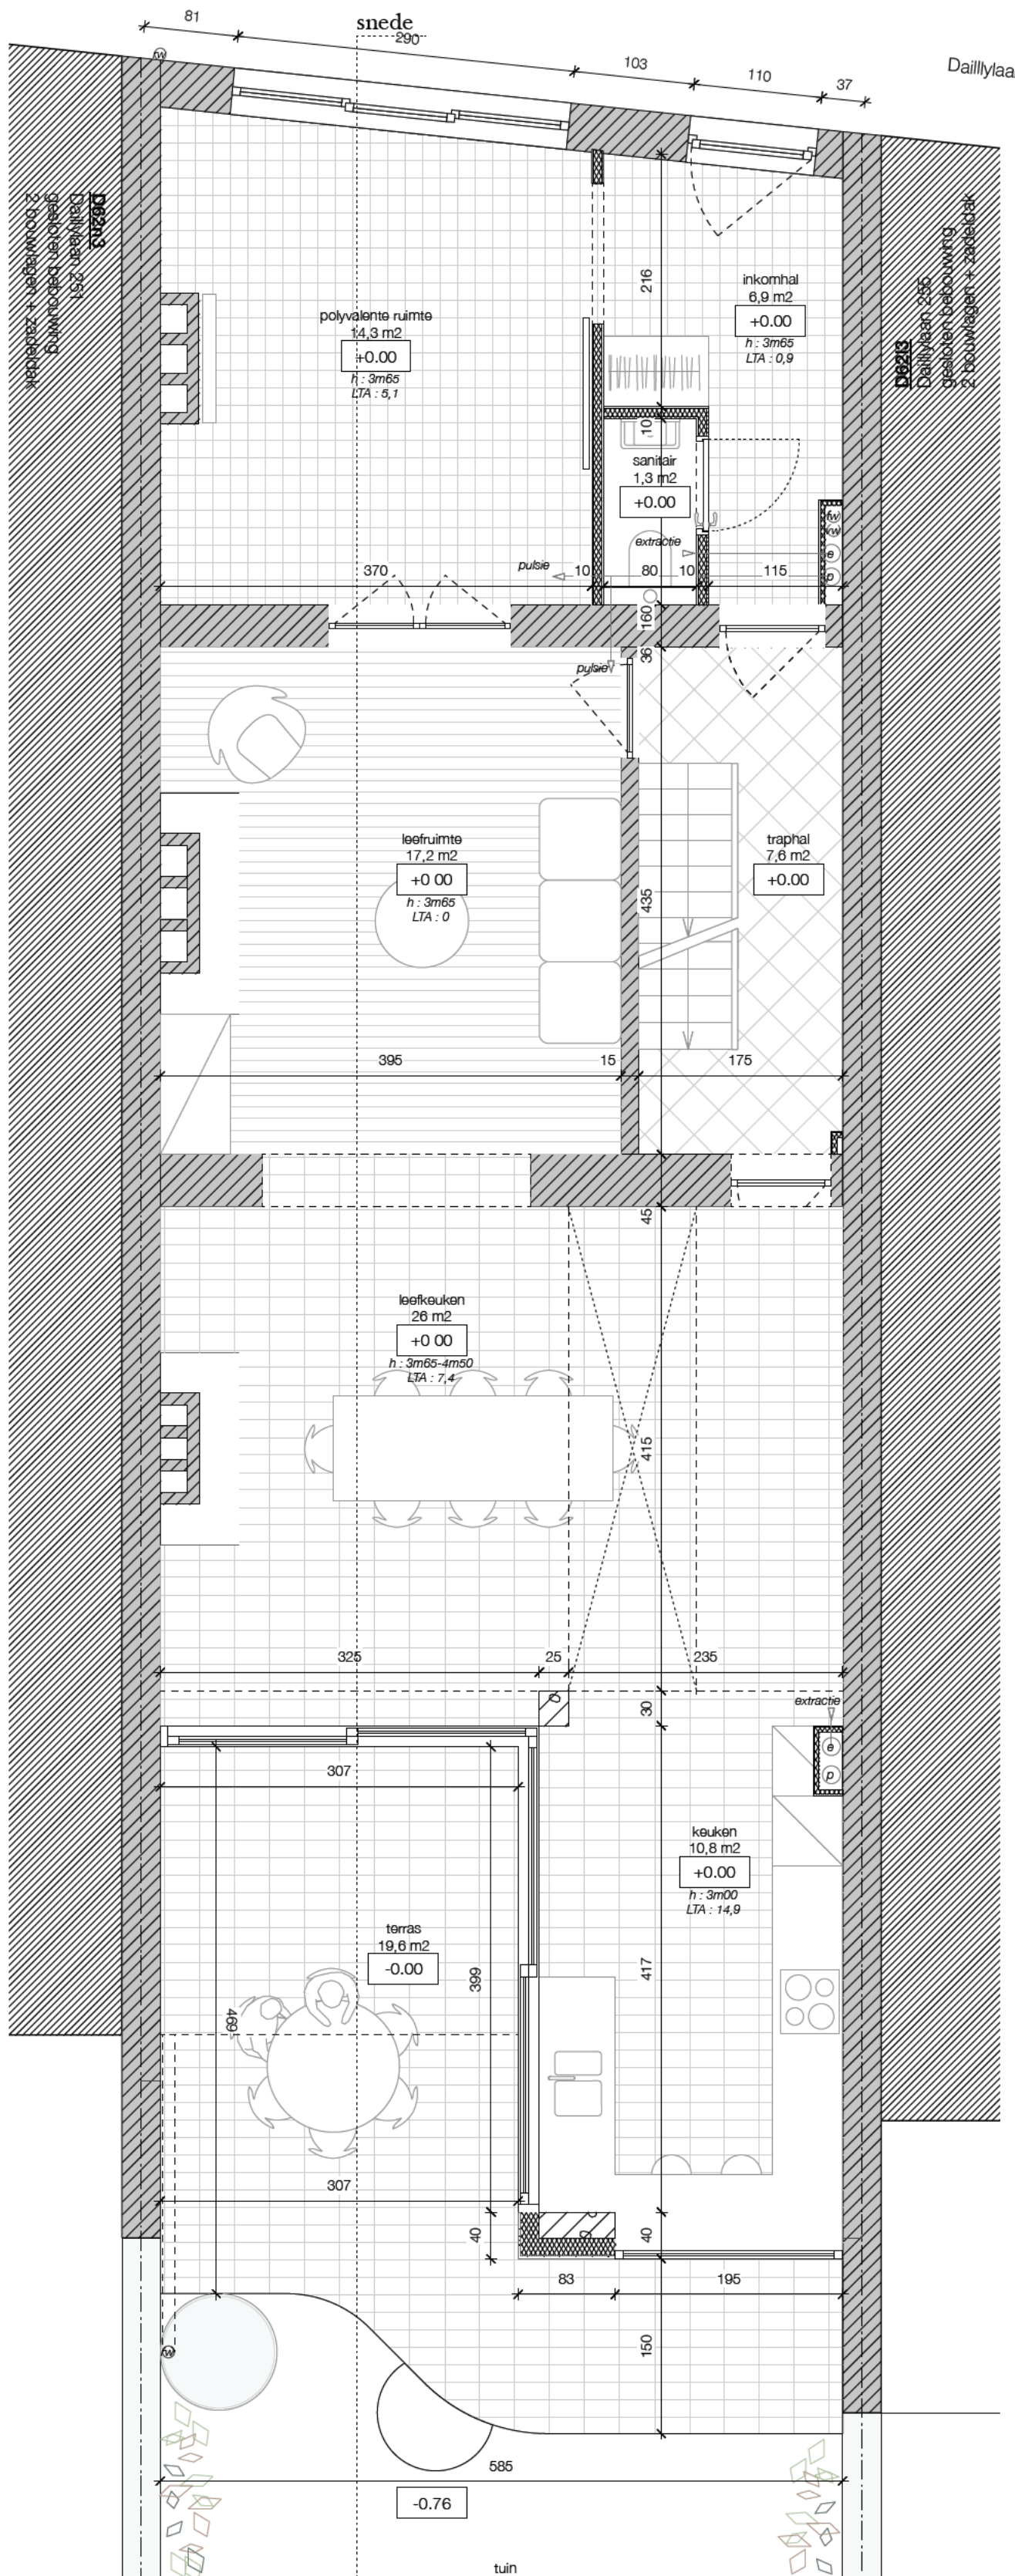 snede
81
290
103
110
37
Dailllylaa
rw
D62n3
Daillylaan 251
gesloten bebouwing
2 bouwlagen + zadeldak
polyvalente ruimte
14,3 m2
+0.00
h : 3m65
LTA : 5,1
216
inkomhal
6,9 m2
+0.00
h : 3m65
LTA : 0,9
D62l3
Daillylaan 255
gesloten bebouwing
2 bouwlagen + zadeldak
10
sanitair
1,3 m2
+0.00
extractie
fw
vw
e
p
pulsie
370
10
80
10
115
160
36
pulsie
leefruimte
17,2 m2
+0 00
h : 3m65
LTA : 0
traphal
7,6 m2
+0.00
435
395
15
175
45
leefkeuken
26 m2
+0 00
h : 3m65-4m50
LTA : 7,4
415
325
25
235
30
extractie
e
p
307
keuken
10,8 m2
+0.00
h : 3m00
LTA : 14,9
terras
19,6 m2
-0.00
399
417
469
307
40
40
83
195
150
rw
585
-0.76
tuin